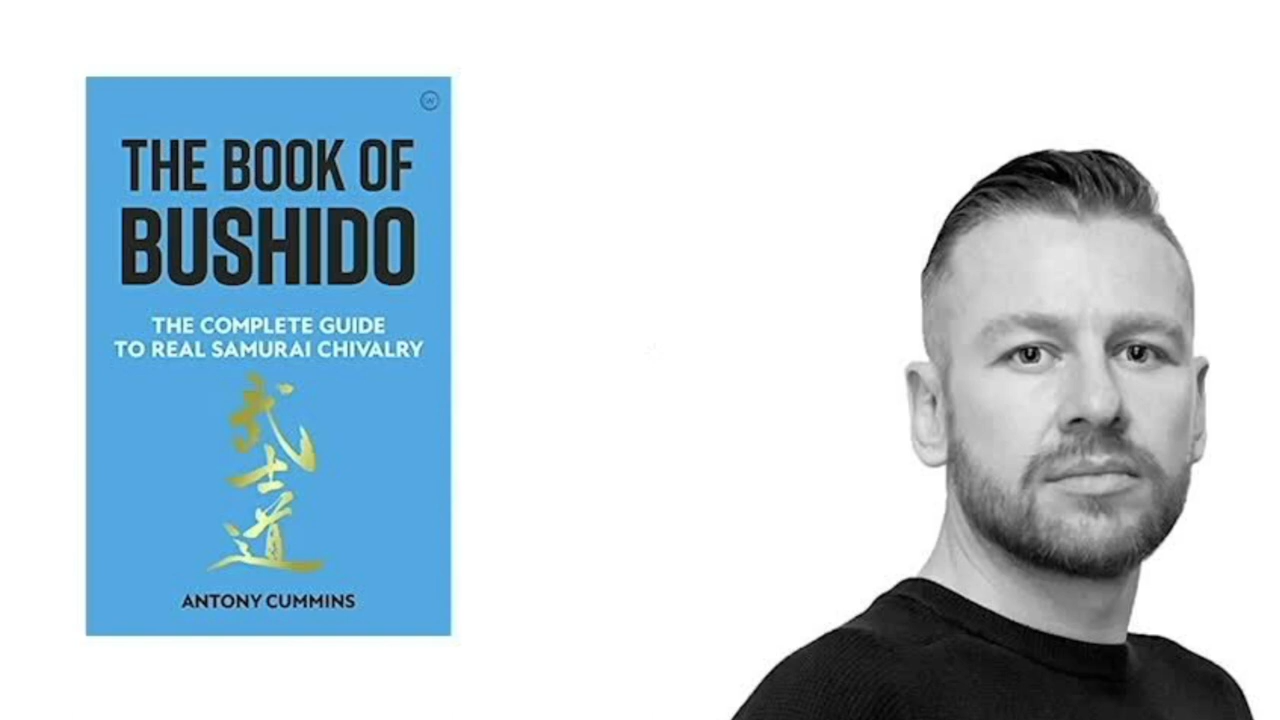 THE BOOK OF
BUSHIDO
THE COMPLETE GUIDE
TO REAL SAMURAI CHIVALRY
武
士
道
ANTONY CUMMINS